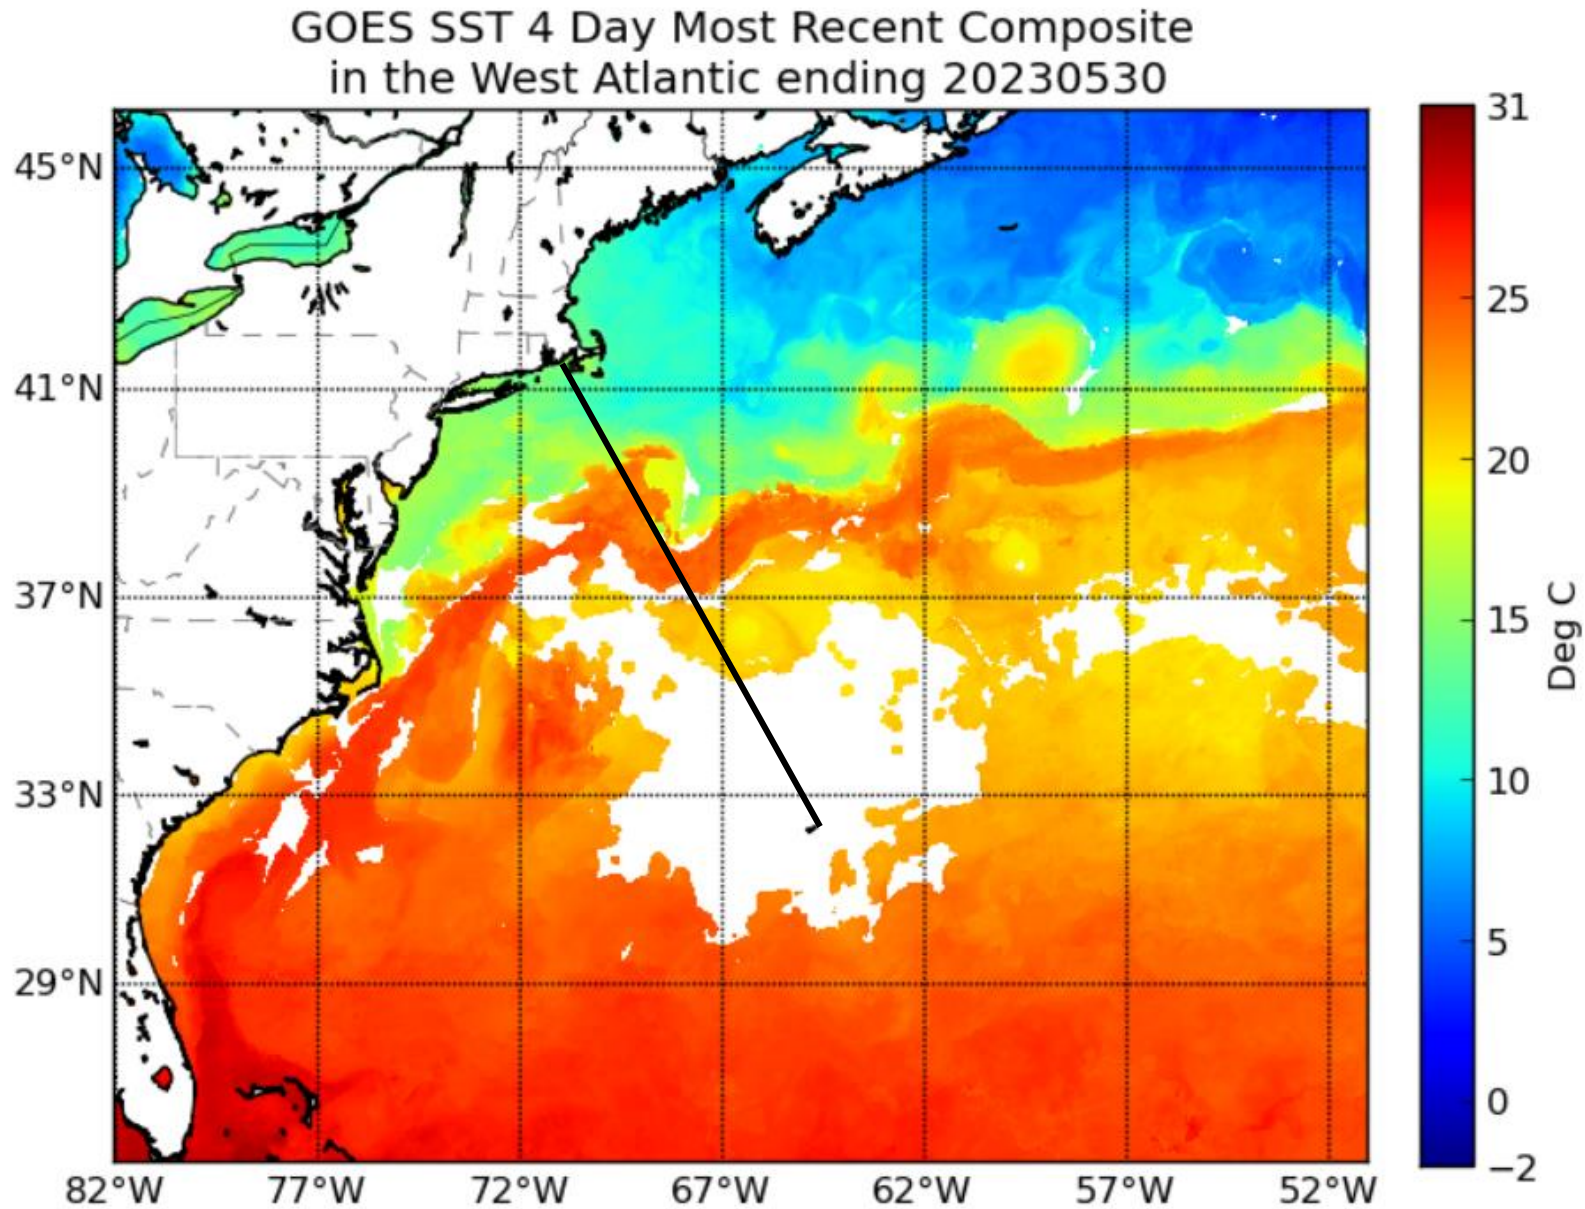 GOES SST 4 Day Most Recent Composite
in the West Atlantic ending 20230530
45°N
41°N
37°N
33°N
29°N
82°W 77°W 72°W 67°W 62°W 57°W 52°W
31
25
20
15
10
5
0
−2
Deg C